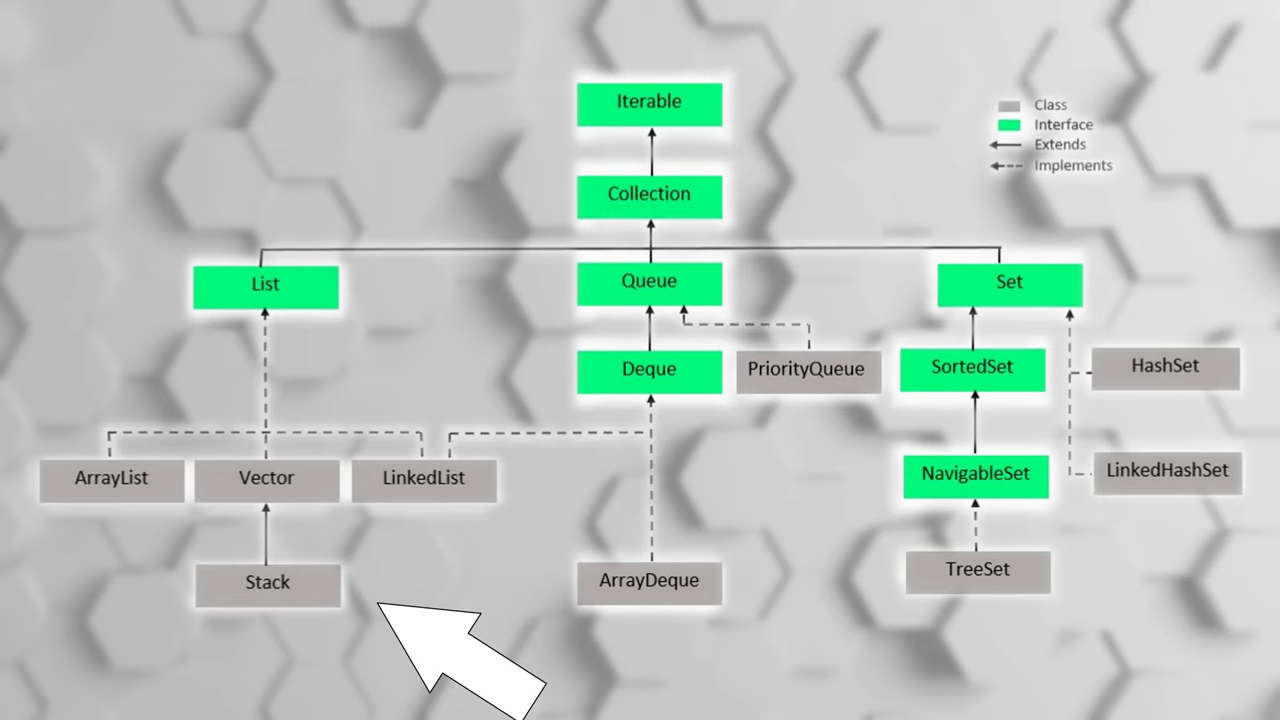 Iterable
Class
Interface
Extends
Implements
Collection
List
Queue
Set
Deque
PriorityQueue
SortedSet
HashSet
ArrayList
Vector
LinkedList
NavigableSet
LinkedHashSet
Stack
ArrayDeque
TreeSet